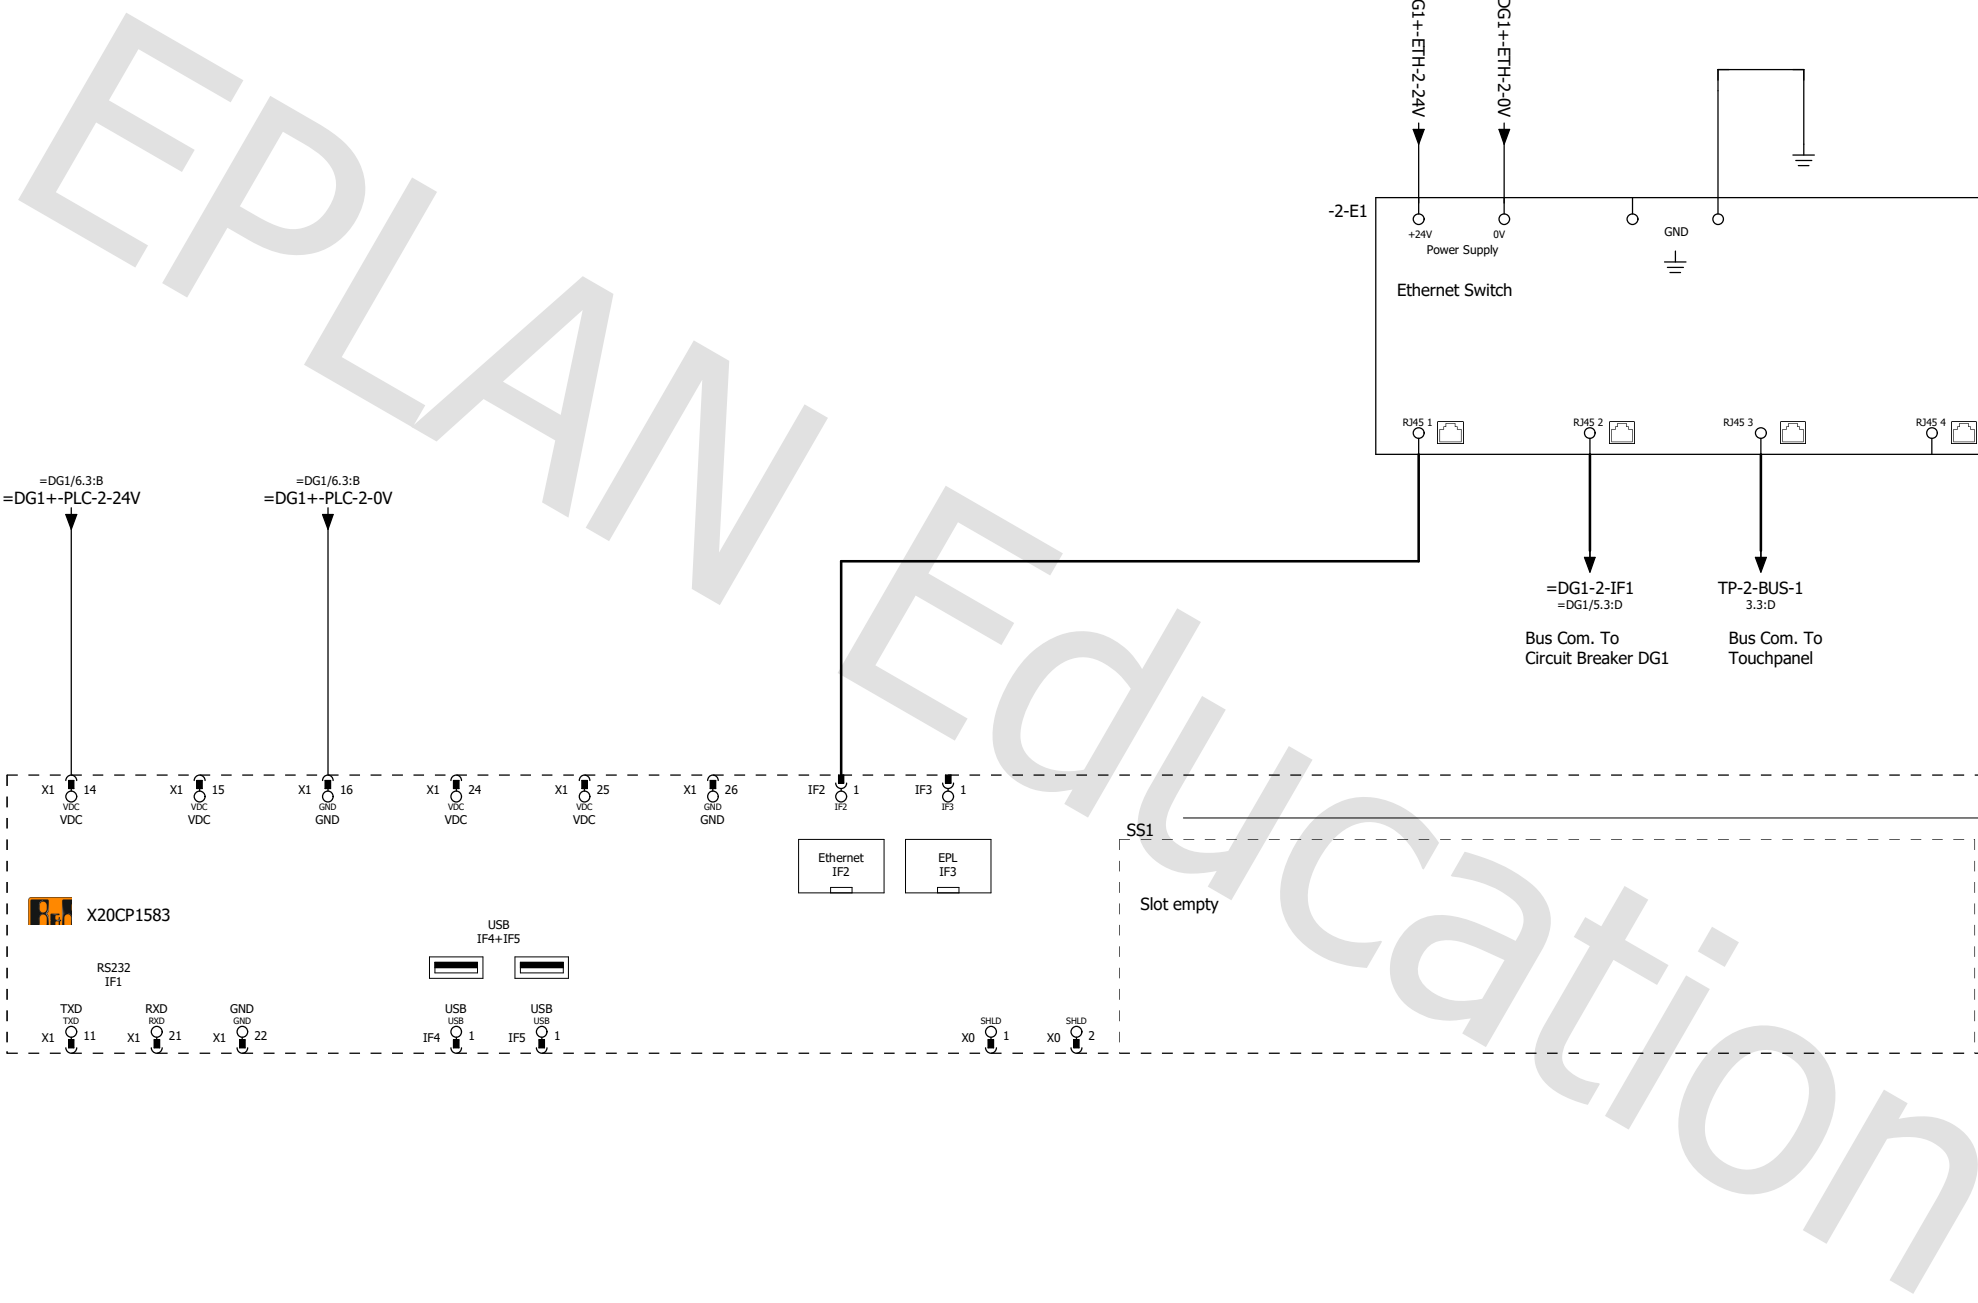 EPLAN Education
G1+-ETH-2-24V
DG1+-ETH-2-0V
-2-E1
+24V
0V
Power Supply
GND
Ethernet Switch
RJ45 1
RJ45 2
RJ45 3
RJ45 4
=DG1/6.3:B
=DG1+-PLC-2-24V
=DG1/6.3:B
=DG1+-PLC-2-0V
=DG1-2-IF1
=DG1/5.3:D
Bus Com. To
Circuit Breaker DG1
TP-2-BUS-1
3.3:D
Bus Com. To
Touchpanel
X1 14
VDC
VDC
X1 15
VDC
VDC
X1 16
GND
GND
X1 24
VDC
VDC
X1 25
VDC
VDC
X1 26
GND
GND
IF2 1
IF2
IF3 1
IF3
Ethernet
IF2
EPL
IF3
SS1
Slot empty
B&R X20CP1583
USB
IF4+IF5
RS232
IF1
TXD
TXD
X1 11
RXD
RXD
X1 21
GND
GND
X1 22
USB
USB
IF4 1
USB
USB
IF5 1
SHLD
X0 1
SHLD
X0 2